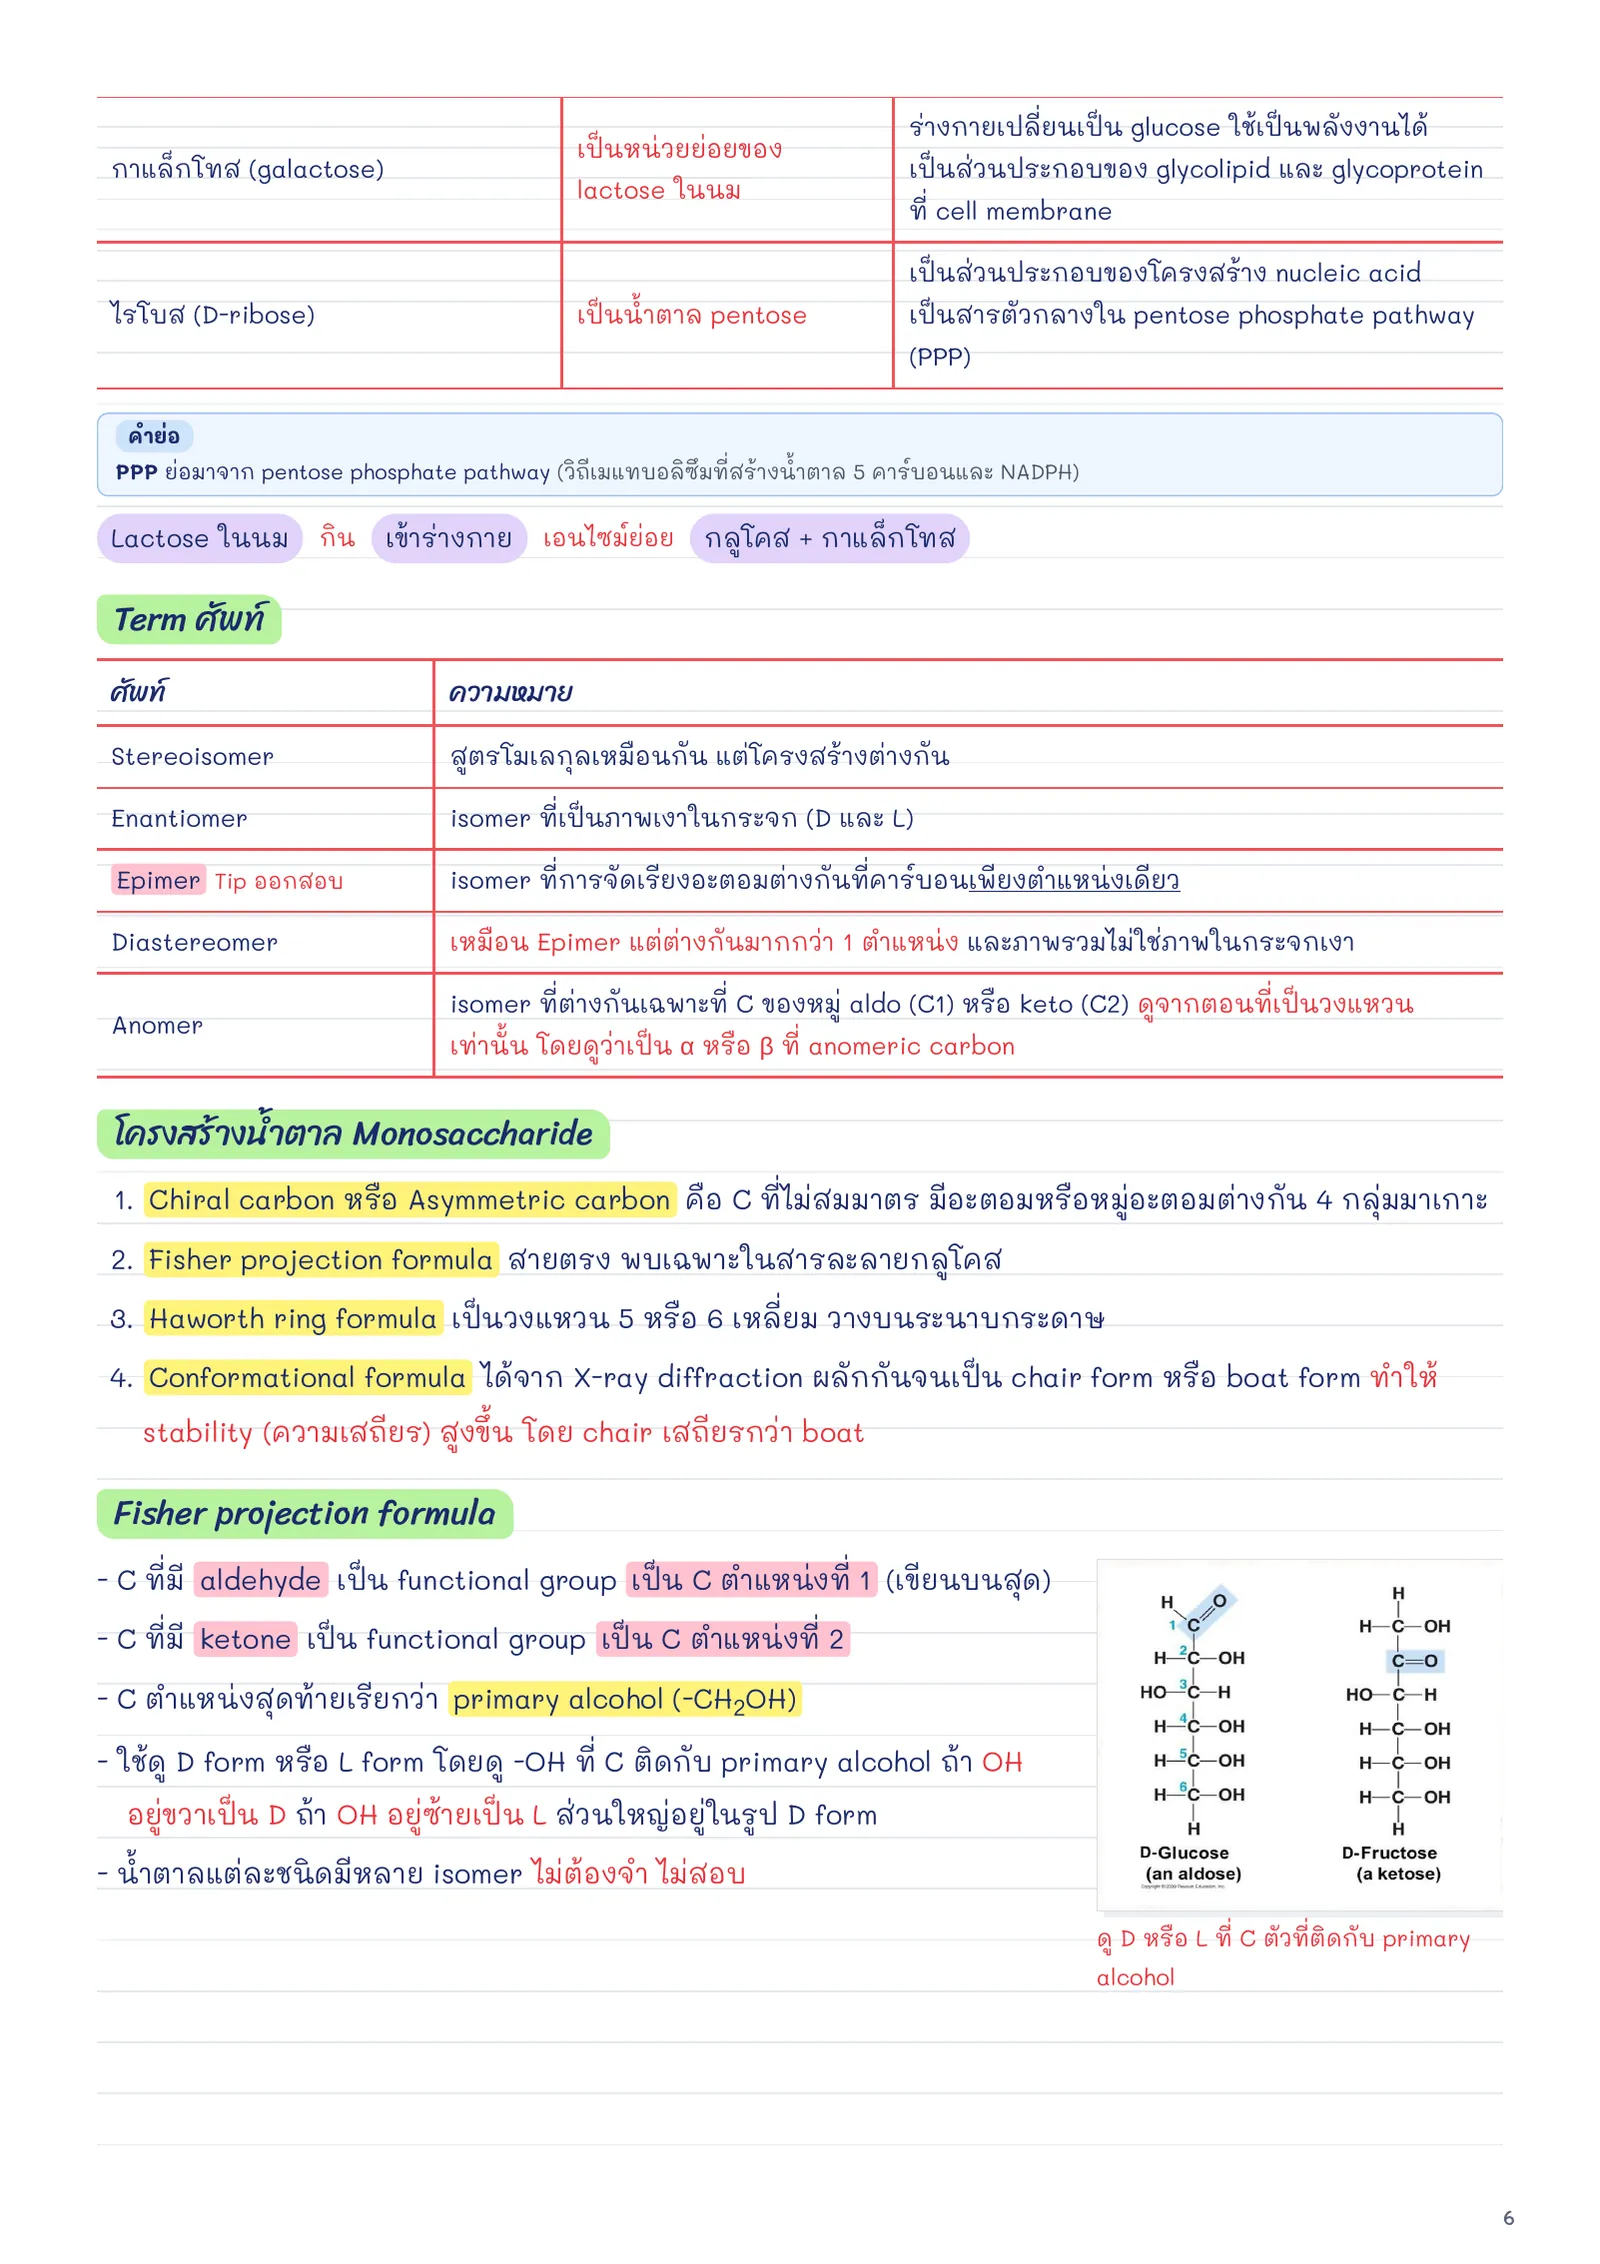 กาแล็กโทส (galactose)
เป็นหน่วยย่อยของ
lactose ในนม
ร่างกายเปลี่ยนเป็น glucose ใช้เป็นพลังงานได้
เป็นส่วนประกอบของ glycolipid และ glycoprotein
ที่ cell membrane
ไรโบส (D-ribose)
เป็นน้ำตาล pentose
เป็นส่วนประกอบของโครงสร้าง nucleic acid
เป็นสารตัวกลางใน pentose phosphate pathway
(PPP)
คำย่อ
PPP ย่อมาจาก pentose phosphate pathway (วิถีเมแทบอลิซึมที่สร้างน้ำตาล 5 คาร์บอนและ NADPH)
Lactose ในนม กิน เข้าร่างกาย เอนไซม์ย่อย กลูโคส + กาแล็กโทส
Term ศัพท์
ศัพท์ ความหมาย
Stereoisomer สูตรโมเลกุลเหมือนกัน แต่โครงสร้างต่างกัน
Enantiomer isomer ที่เป็นภาพเงาในกระจก (D และ L)
Epimer Tip ออกสอบ isomer ที่การจัดเรียงอะตอมต่างกันที่คาร์บอนเพียงตำแหน่งเดียว
Diastereomer เหมือน Epimer แต่ต่างกันมากกว่า 1 ตำแหน่ง และภาพรวมไม่ใช่ภาพในกระจกเงา
Anomer
isomer ที่ต่างกันเฉพาะที่ C ของหมู่ aldo (C1) หรือ keto (C2) ดูจากตอนที่เป็นวงแหวน
เท่านั้น โดยดูว่าเป็น α หรือ β ที่ anomeric carbon
โครงสร้างน้ำตาล Monosaccharide
1. Chiral carbon หรือ Asymmetric carbon คือ C ที่ไม่สมมาตร มีอะตอมหรือหมู่อะตอมต่างกัน 4 กลุ่มมาเกาะ
2. Fisher projection formula สายตรง พบเฉพาะในสารละลายกลูโคส
3. Haworth ring formula เป็นวงแหวน 5 หรือ 6 เหลี่ยม วางบนระนาบกระดาษ
4. Conformational formula ได้จาก X-ray diffraction ผลักกันจนเป็น chair form หรือ boat form ทำให้
stability (ความเสถียร) สูงขึ้น โดย chair เสถียรกว่า boat
Fisher projection formula
- C ที่มี aldehyde เป็น functional group เป็น C ตำแหน่งที่ 1 (เขียนบนสุด)
- C ที่มี ketone เป็น functional group เป็น C ตำแหน่งที่ 2
- C ตำแหน่งสุดท้ายเรียกว่า primary alcohol (-CH₂OH)
- ใช้ดู D form หรือ L form โดยดู -OH ที่ C ติดกับ primary alcohol ถ้า OH
อยู่ขวาเป็น D ถ้า OH อยู่ซ้ายเป็น L ส่วนใหญ่อยู่ในรูป D form
- น้ำตาลแต่ละชนิดมีหลาย isomer ไม่ต้องจำ ไม่สอบ
H O
1 C
2
H C OH
3
HO C H
4
H C OH
5
H C OH
6
H C OH
H
D-Glucose
(an aldose)
H
H C OH
C O
HO C H
H C OH
H C OH
H C OH
H
D-Fructose
(a ketose)
ดู D หรือ L ที่ C ตัวที่ติดกับ primary
alcohol
6